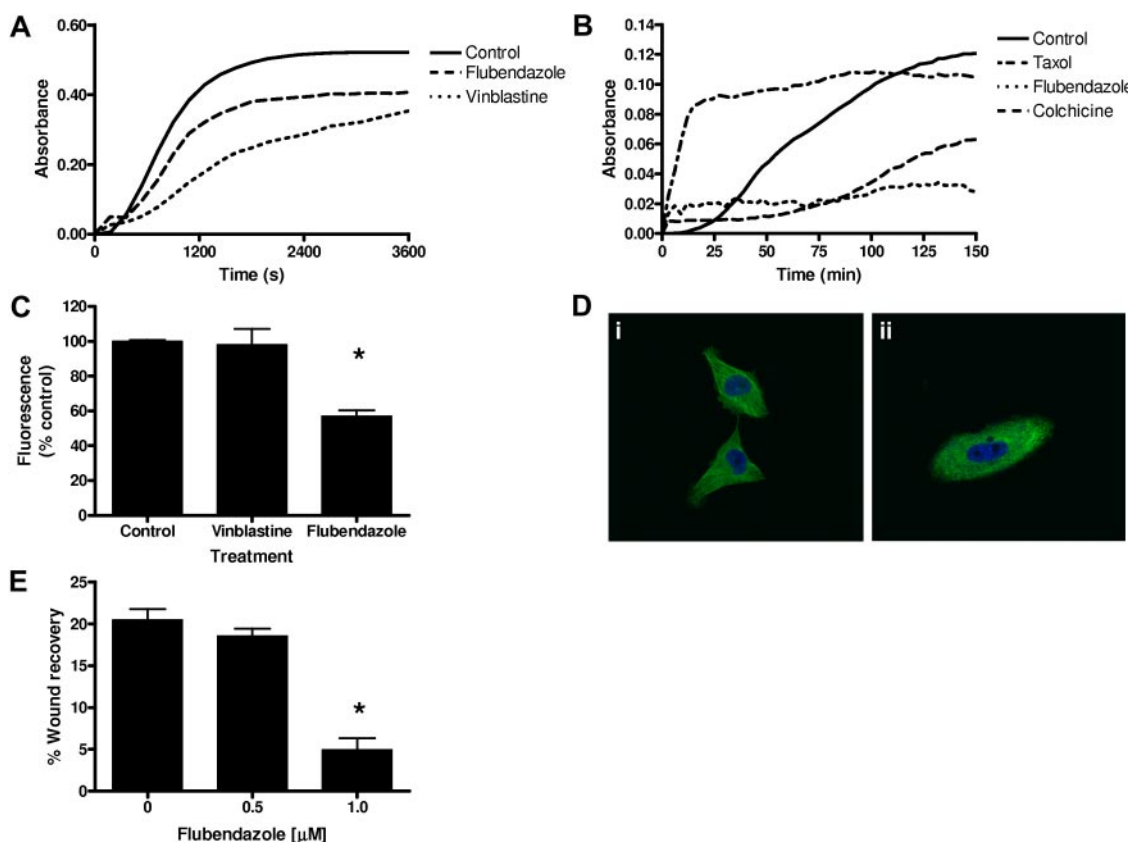 A
0.60
0.40
0.20
0.00
Absorbance
0 1200 2400 3600
Time (s)
Control
Flubendazole
Vinblastine
B
0.14
0.12
0.10
0.08
0.06
0.04
0.02
0.00
Absorbance
0 25 50 75 100 125 150
Time (min)
Control
Taxol
Flubendazole
Colchicine
C
120
100
80
60
40
20
0
Fluorescence
(% control)
*
Control Vinblastine Flubendazole
Treatment
D
i
ii
E
25
20
15
10
5
0
% Wound recovery
*
0 0.5 1.0
Flubendazole [µM]